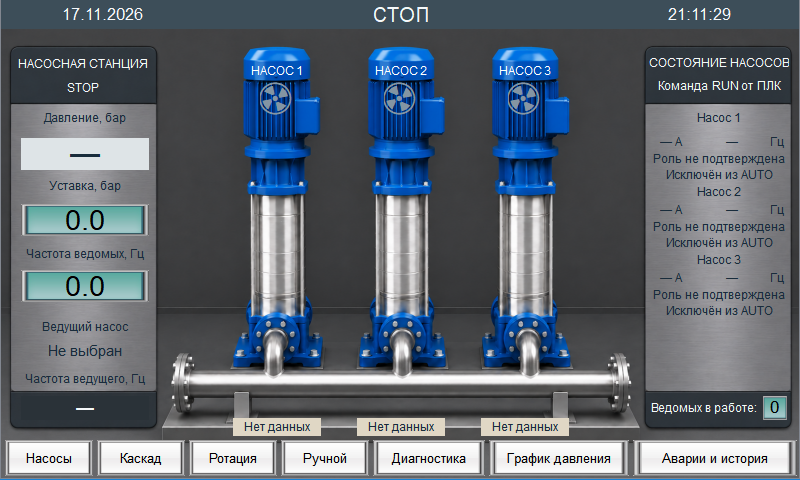 17.11.2026
СТОП
21:11:29
НАСОСНАЯ СТАНЦИЯ
STOP
Давление, бар
—
Уставка, бар
0.0
Частота ведомых, Гц
0.0
Ведущий насос
Не выбран
Частота ведущего, Гц
—
НАСОС 1
НАСОС 2
НАСОС 3
Нет данных
Нет данных
Нет данных
СОСТОЯНИЕ НАСОСОВ
Команда RUN от ПЛК
Насос 1
— А — Гц
Роль не подтверждена
Исключён из AUTO
Насос 2
— А — Гц
Роль не подтверждена
Исключён из AUTO
Насос 3
— А — Гц
Роль не подтверждена
Исключён из AUTO
Ведомых в работе: 0
Насосы
Каскад
Ротация
Ручной
Диагностика
График давления
Аварии и история